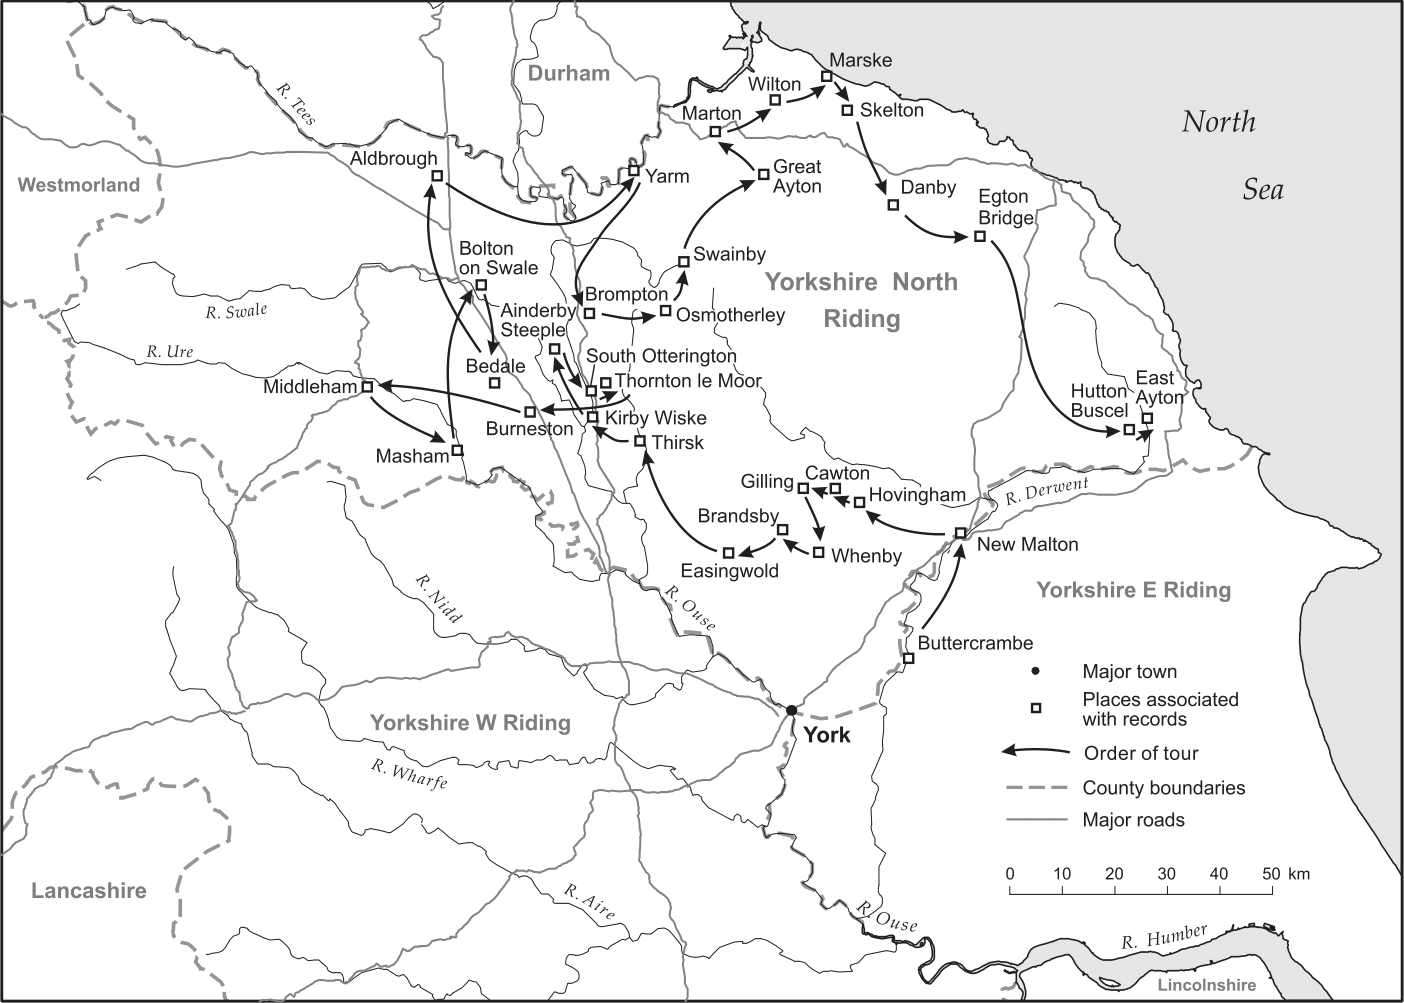 Marske
Durham
Wilton
R. Tees
Marton
Skelton
North
Sea
Aldbrough
Yarm
Great
Ayton
Westmorland
Danby
Egton
Bridge
Bolton
on Swale
Swainby
Yorkshire North
Riding
Brompton
Osmotherley
R. Swale
Ainderby
Steeple
R. Ure
South Otterington
Bedale
Thornton le Moor
Middleham
East
Ayton
Hutton
Buscel
Kirby Wiske
Burneston
Thirsk
Masham
Cawton
Gilling
Hovingham
R. Derwent
Brandsby
New Malton
Whenby
Easingwold
R. Nidd
R. Ouse
Yorkshire E Riding
Buttercrambe
Major town
Places associated
with records
Yorkshire W Riding
York
Order of tour
R. Wharfe
County boundaries
Major roads
0 10 20 30 40 50 km
Lancashire
R. Aire
R. Ouse
R. Humber
Lincolnshire